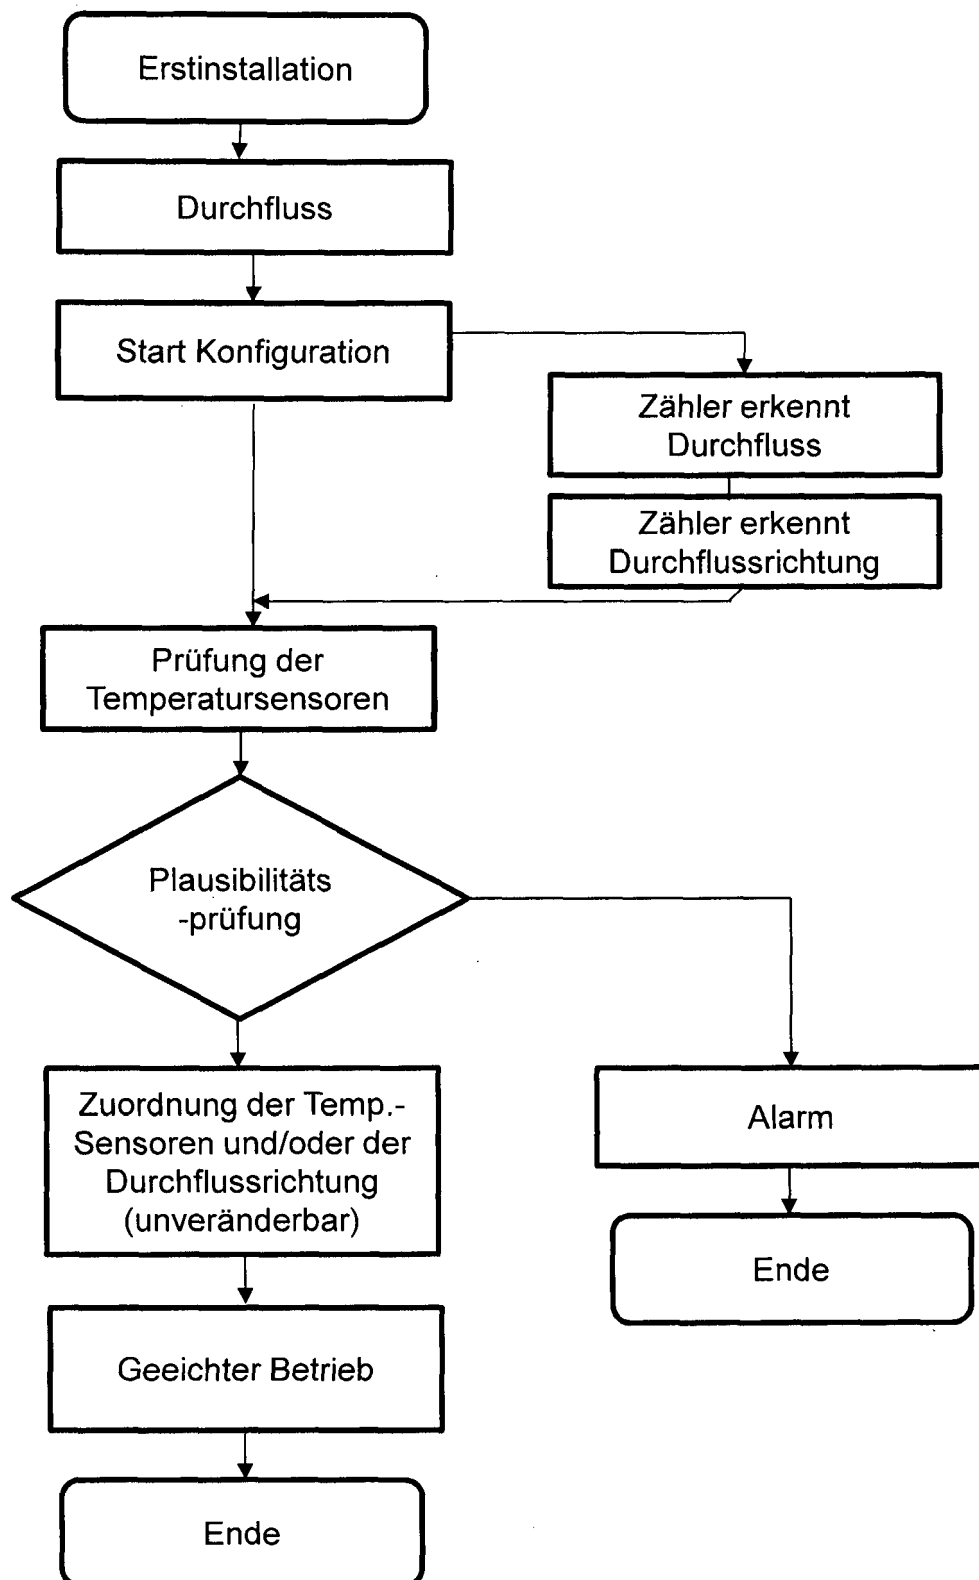 Erstinstallation
Durchfluss
Start Konfiguration
Zähler erkennt
Durchfluss
Zähler erkennt
Durchflussrichtung
Prüfung der
Temperatursensoren
Plausibilitäts
-prüfung
Zuordnung der Temp.-
Sensoren und/oder der
Durchflussrichtung
(unveränderbar)
Alarm
Ende
Geeichter Betrieb
Ende